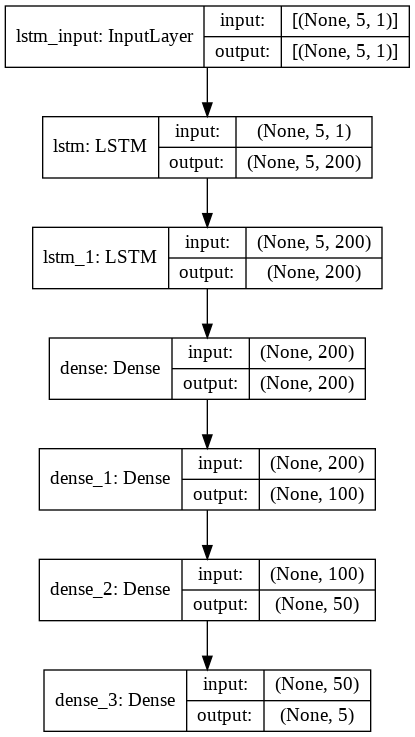 lstm_input: InputLayer
input: [(None, 5, 1)]
output: [(None, 5, 1)]
lstm: LSTM
input: (None, 5, 1)
output: (None, 5, 200)
lstm_1: LSTM
input: (None, 5, 200)
output: (None, 200)
dense: Dense
input: (None, 200)
output: (None, 200)
dense_1: Dense
input: (None, 200)
output: (None, 100)
dense_2: Dense
input: (None, 100)
output: (None, 50)
dense_3: Dense
input: (None, 50)
output: (None, 5)